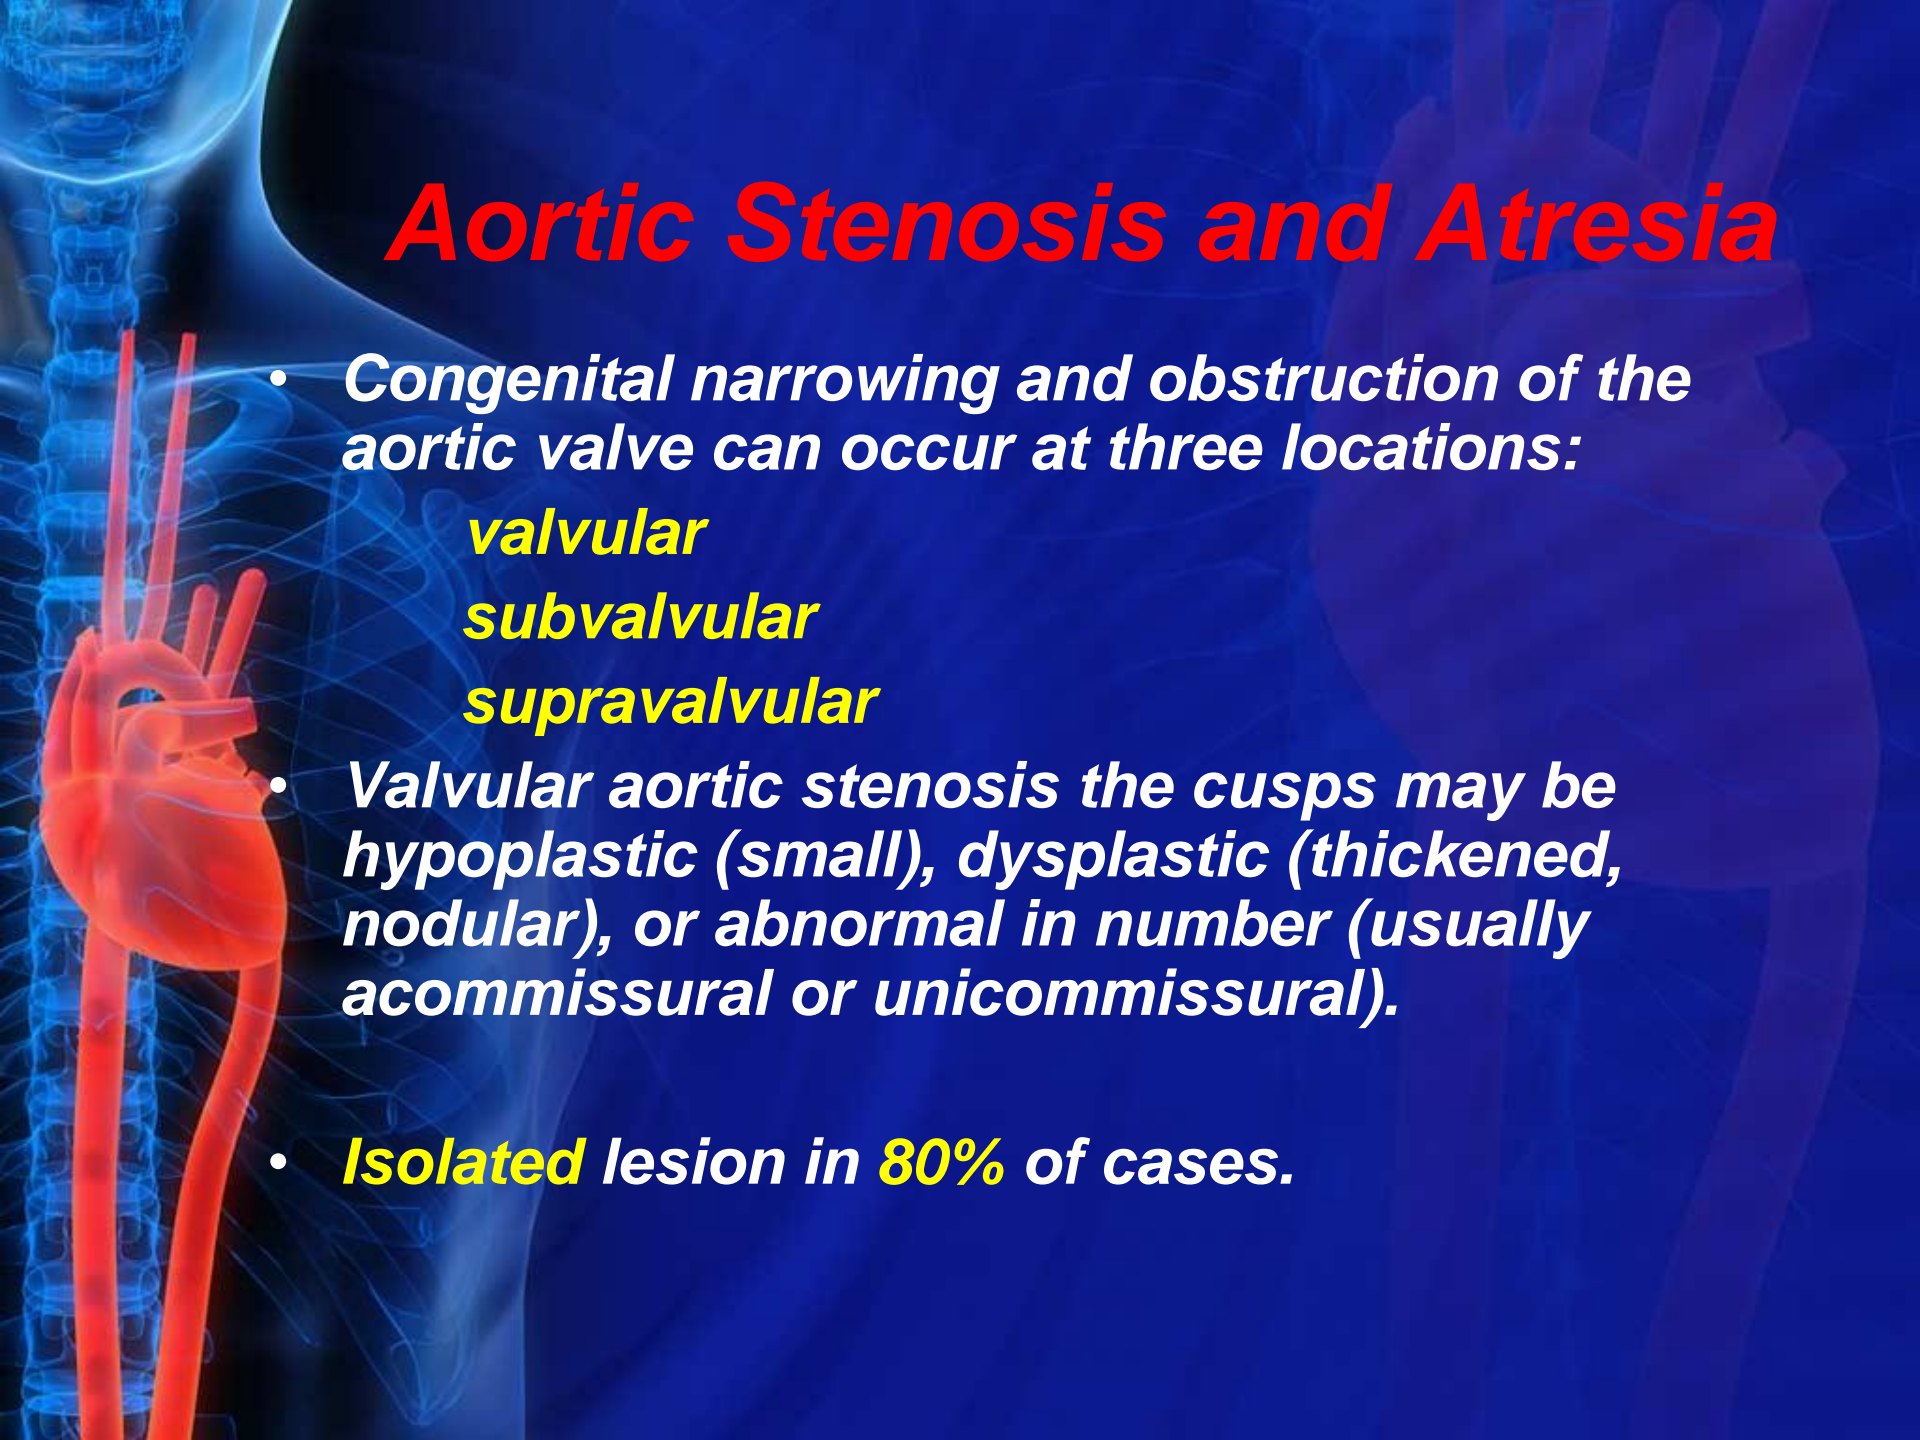 Aortic Stenosis and Atresia
• Congenital narrowing and obstruction of the
aortic valve can occur at three locations:
valvular
subvalvular
supravalvular
• Valvular aortic stenosis the cusps may be
hypoplastic (small), dysplastic (thickened,
nodular), or abnormal in number (usually
acommissural or unicommissural).
• Isolated lesion in 80% of cases.